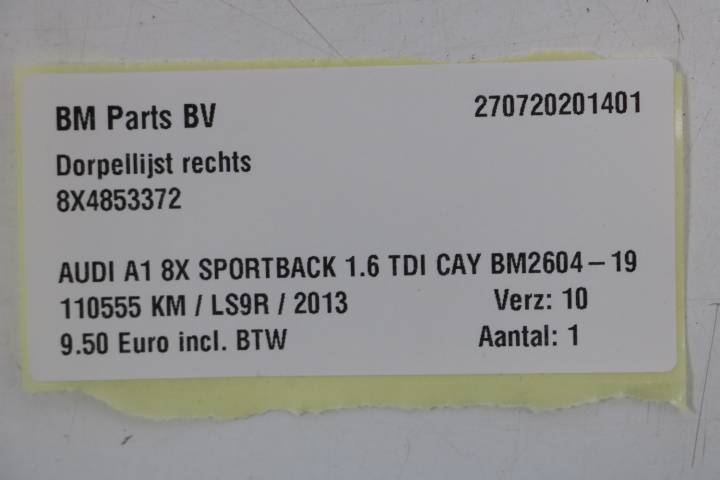 BM Parts BV 270720201401
Dorpellijst rechts
8X4853372
AUDI A1 8X SPORTBACK 1.6 TDI CAY BM2604-19
110555 KM / LS9R / 2013 Verz: 10
9.50 Euro incl. BTW Aantal: 1